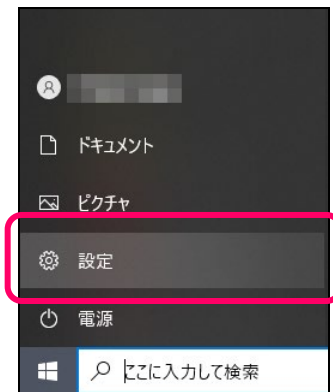 ドキュメント
ピクチャ
設定
電源
ここに入力して検索